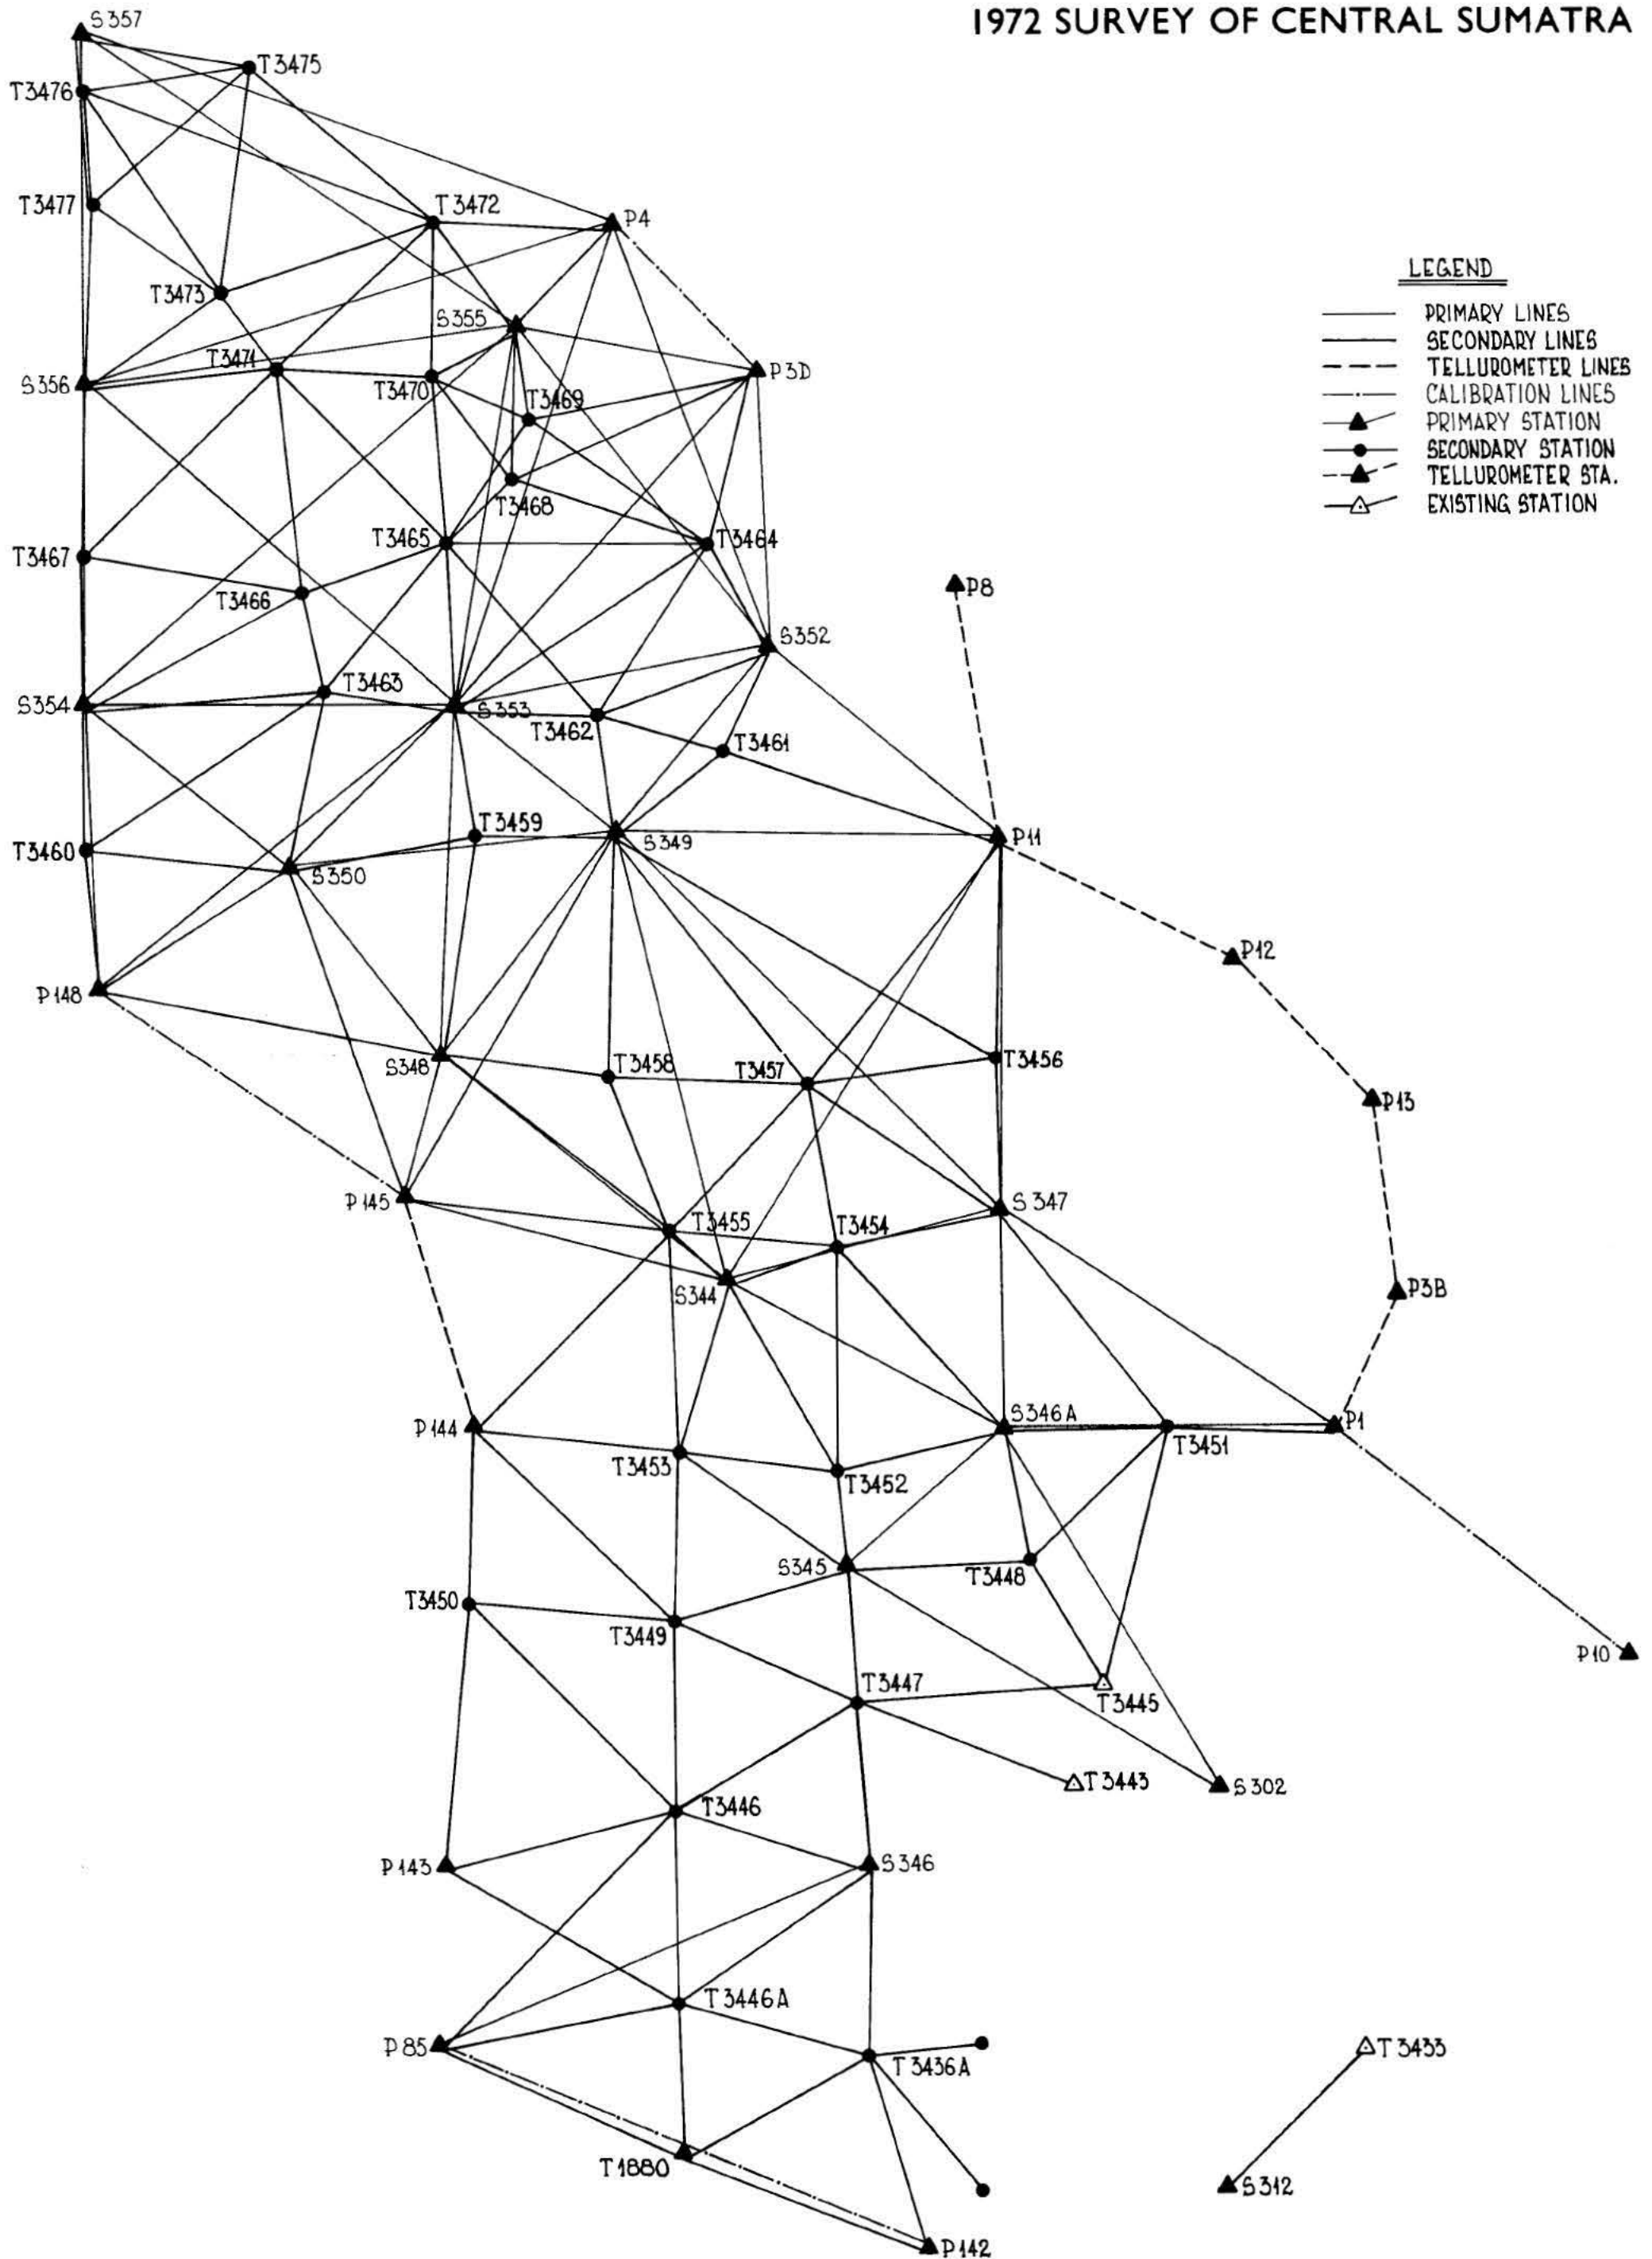 1972 SURVEY OF CENTRAL SUMATRA
S357
T3475
T3476
T3477
T3472
P4
T3473
S355
T3471
S356
T3470
T3469
P3D
LEGEND
PRIMARY LINES
SECONDARY LINES
TELLUROMETER LINES
CALIBRATION LINES
PRIMARY STATION
SECONDARY STATION
TELLUROMETER STA.
EXISTING STATION
T3468
T3465
T3464
T3467
T3466
P8
S352
T3463
S354
S353
T3462
T3461
T3459
P11
S349
T3460
S350
P12
P148
S348
T3458
T3457
T3456
P13
P145
S347
T3455
T3454
S344
P3B
S346A
P1
P144
T3451
T3453
T3452
S345
T3448
T3450
T3449
P10
T3447
T3445
T3443
S302
T3446
P143
S346
T3446A
P85
T3436A
T3433
T1880
S312
P142